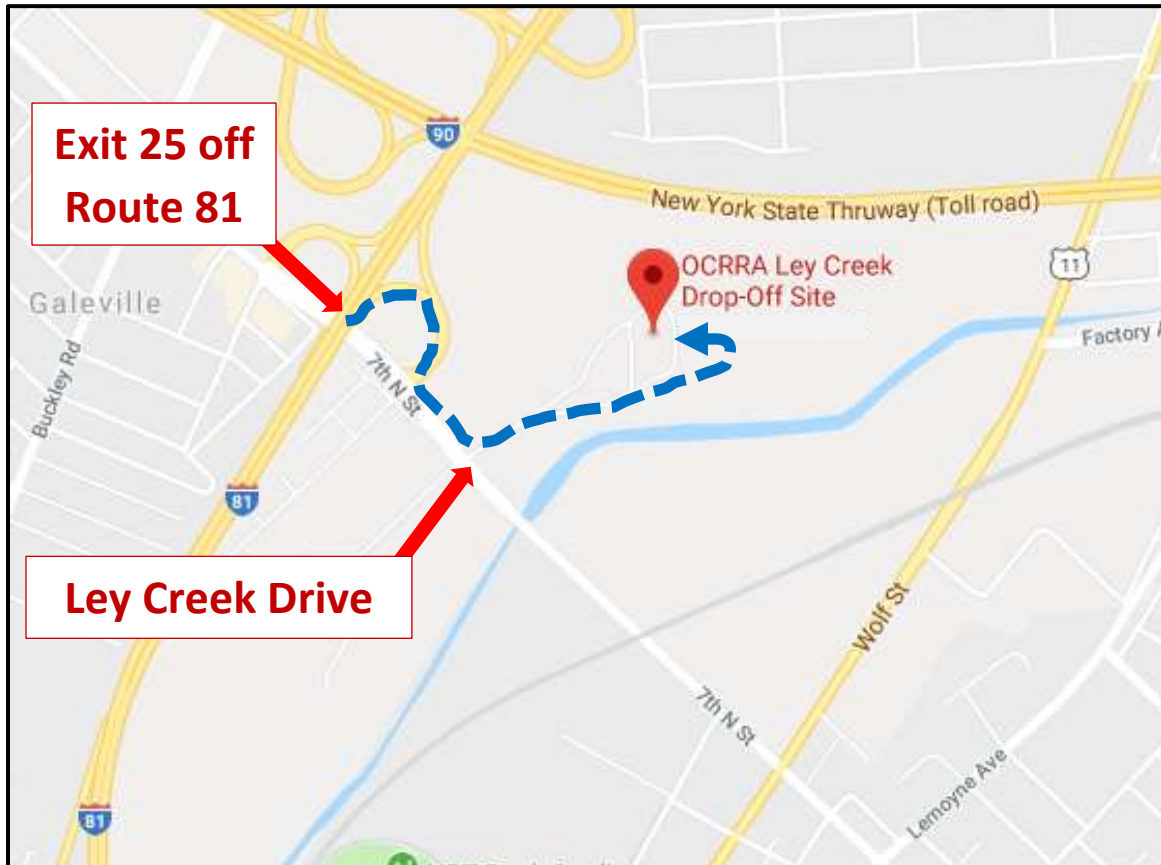 Exit 25 off
Route 81
90
New York State Thruway (Toll road)
OCRRA Ley Creek
Drop-Off Site
11
Galeville
Factory A
Buckley Rd
7th N St
81
Ley Creek Drive
Wolf St
7th N St
Lemoyne Ave
81